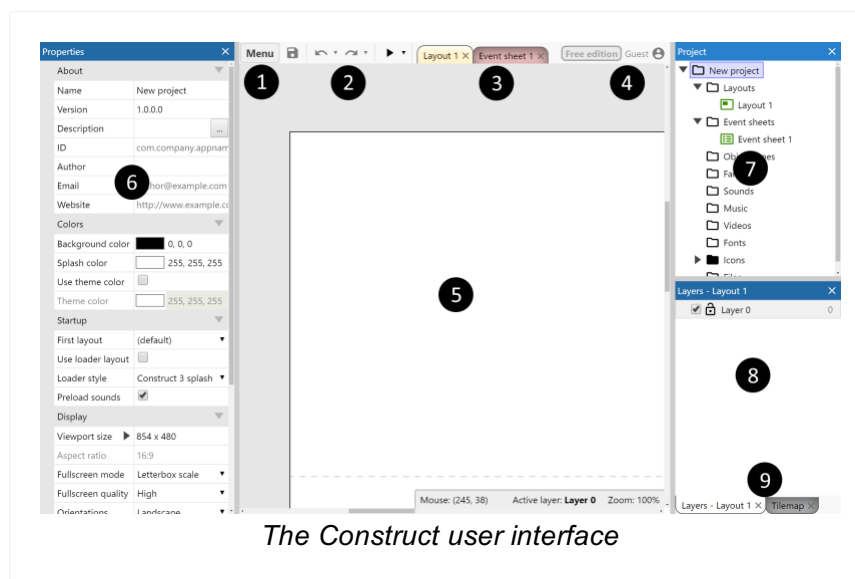 Properties
About
Name New project
Version 1.0.0.0
Description ...
ID com.company.appnam
Author
Email hor@example.com
Website http://www.example.cc
Colors
Background color 0, 0, 0
Splash color 255, 255, 255
Use theme color
Theme color 255, 255, 255
Startup
First layout (default)
Use loader layout
Loader style Construct 3 splash
Preload sounds
Display
Viewport size 854 x 480
Aspect ratio 16:9
Fullscreen mode Letterbox scale
Fullscreen quality High
Orientations Landscape
6
Menu Layout 1 Event sheet 1 Free edition Guest
1 2 3 4
5
Mouse: (245, 38) Active layer: Layer 0 Zoom: 100%
Project
New project
Layouts
Layout 1
Event sheets
Event sheet 1
7
Sounds
Music
Videos
Fonts
Icons
Layers - Layout 1
Layer 0 0
8
9
Layers - Layout 1 Tilemap
The Construct user interface